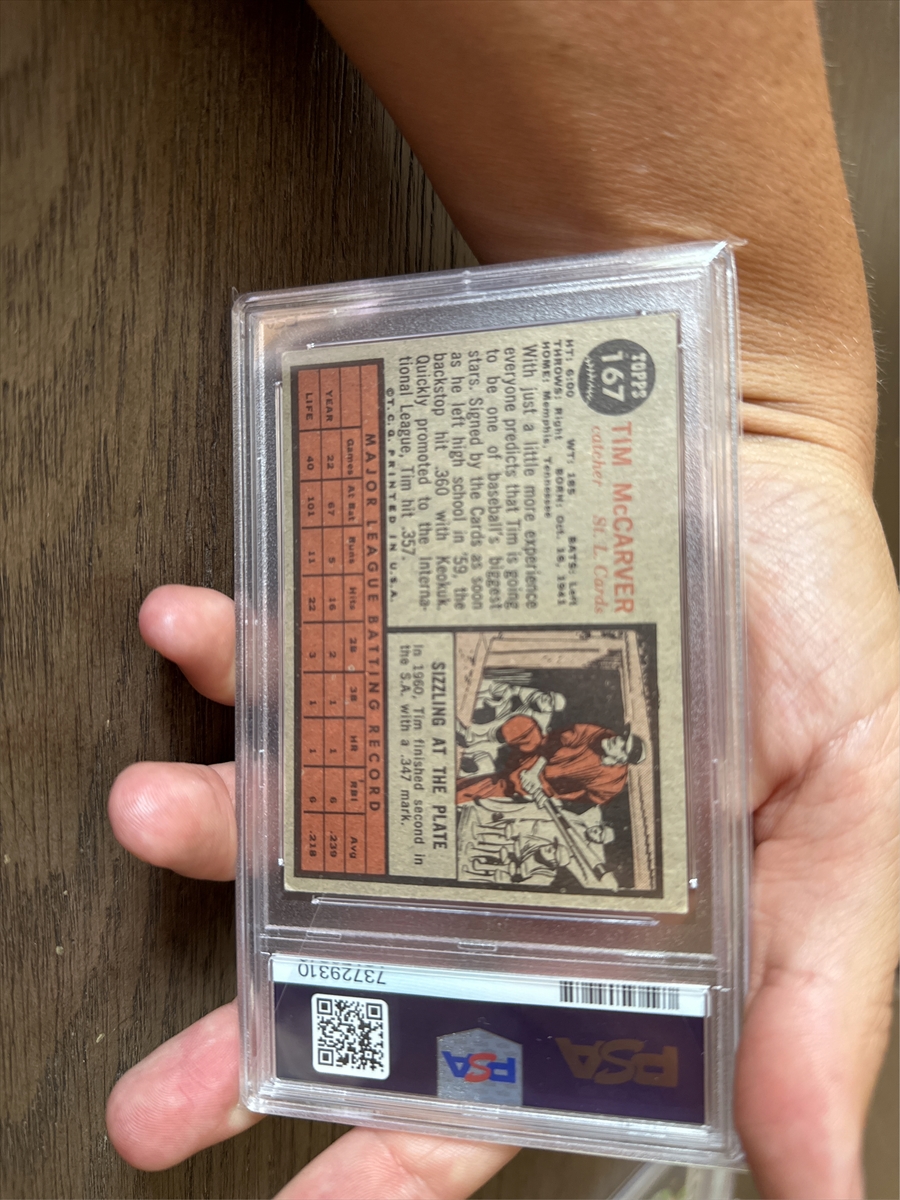 TOPPS
167
TIM McCARVER
catcher St. L. Cards
HT: 6:00 WT: 185 BATS: Left
THROWS: Right BORN: Oct. 16, 1941
HOME: Memphis, Tennessee
With just a little more experience
everyone predicts that Tim is going
to be one of baseball's biggest
stars. Signed by the Cards as soon
as he left high school in '59, the
backstop hit .360 with Keokuk.
Quickly promoted to the Interna-
tional League, Tim hit .357.
©T.C.G. PRINTED IN U.S.A.
SIZZLING AT THE PLATE
In 1960, Tim finished second in
the S.A. with a .347 mark.
MAJOR LEAGUE BATTING RECORD
Games At Bat Runs Hits 2B 3B HR RBI Avg
YEAR 22 67 5 16 2 1 1 6 .239
LIFE 40 101 11 22 3 1 1 6 .218
73729310
PSA
PSA